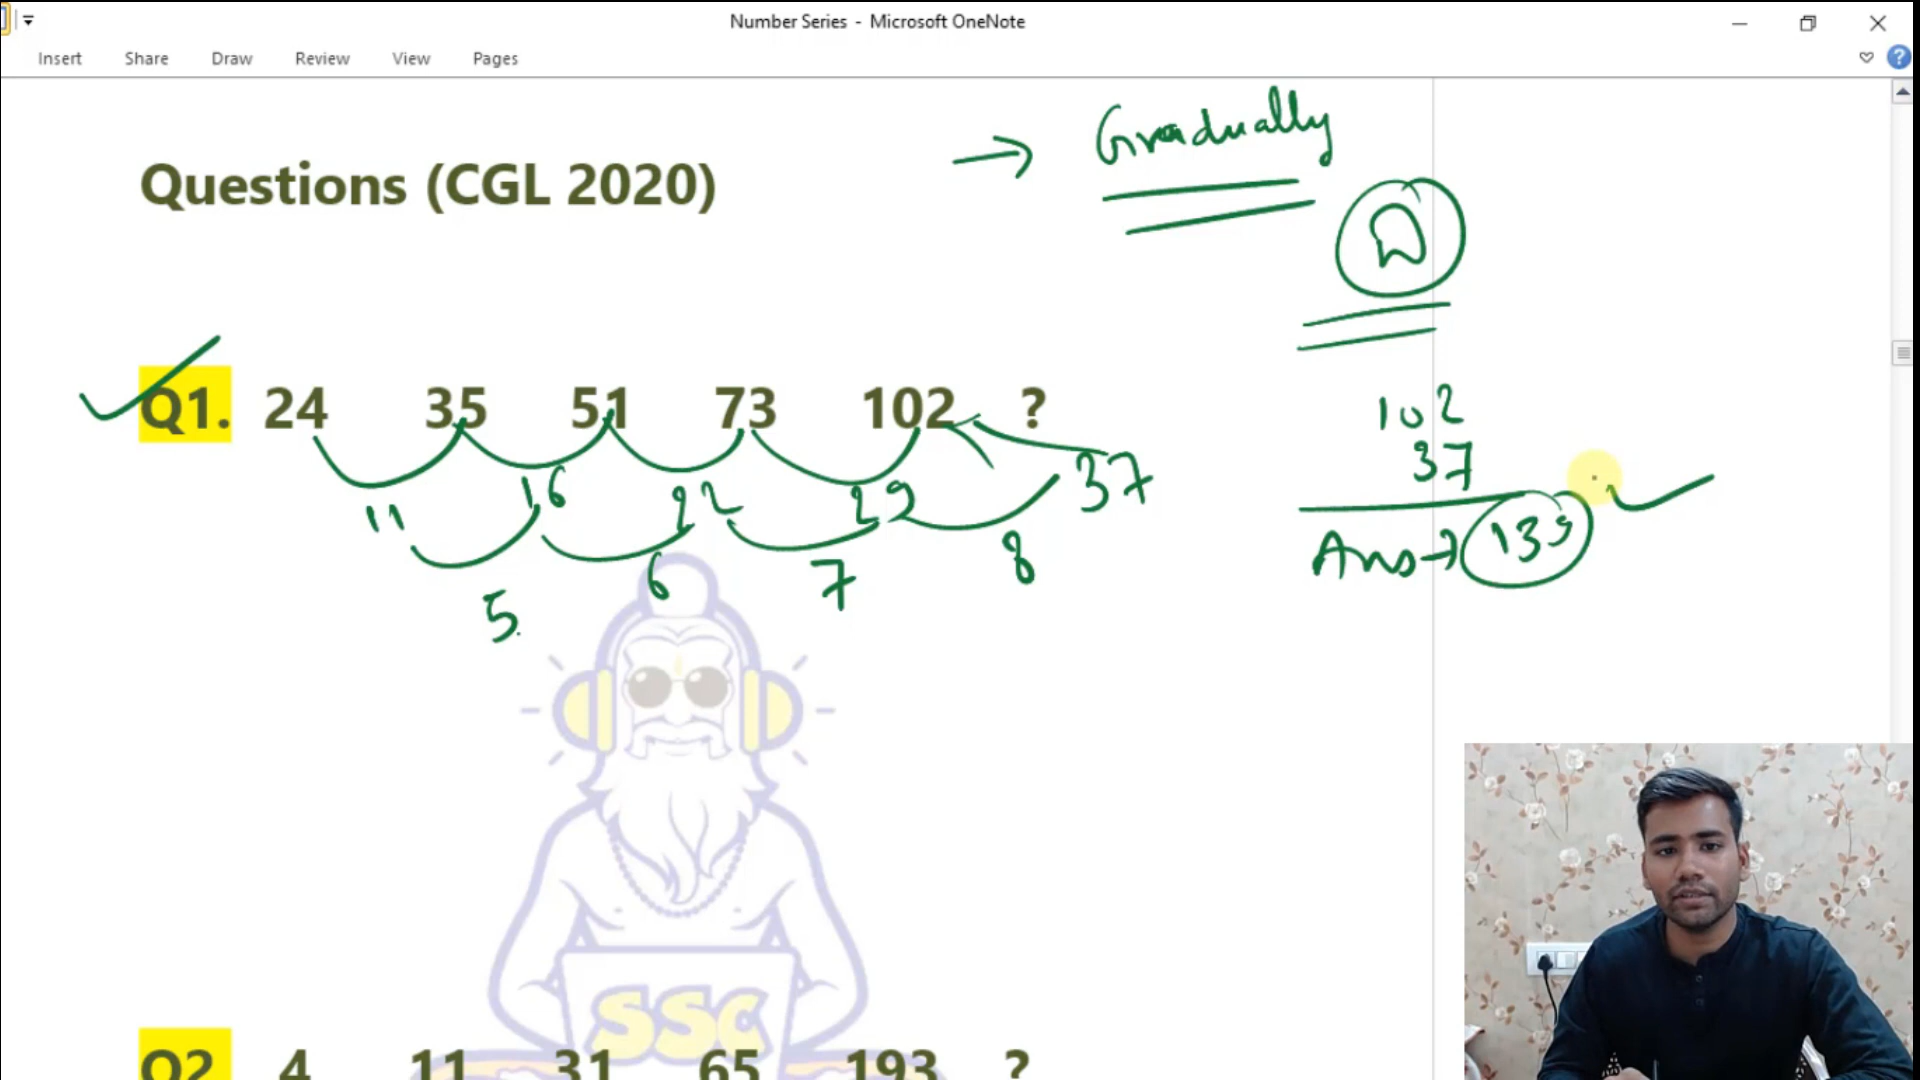 Number Series - Microsoft OneNote
Insert Share Draw Review View Pages
→ Gradually
Questions (CGL 2020)
D
Q1. 24 35 51 73 102 ?
11 16 22 29 37
5 6 7 8
102
37
Ans → 139
SSC
Q2 4 11 31 65 193 ?